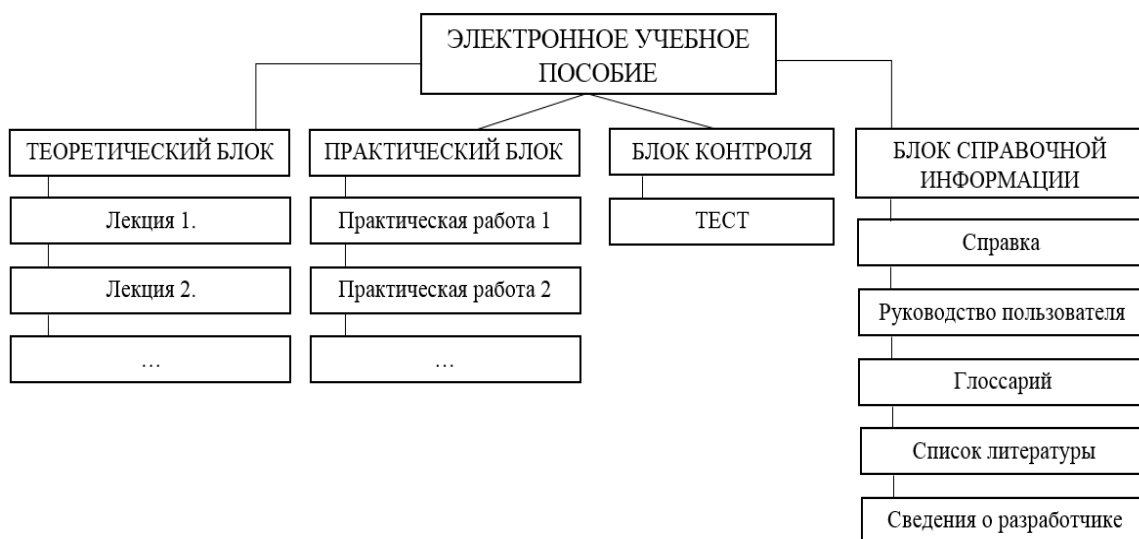 ЭЛЕКТРОННОЕ УЧЕБНОЕ
ПОСОБИЕ
ТЕОРЕТИЧЕСКИЙ БЛОК
Лекция 1.
Лекция 2.
…
ПРАКТИЧЕСКИЙ БЛОК
Практическая работа 1
Практическая работа 2
…
БЛОК КОНТРОЛЯ
ТЕСТ
БЛОК СПРАВОЧНОЙ
ИНФОРМАЦИИ
Справка
Руководство пользователя
Глоссарий
Список литературы
Сведения о разработчике